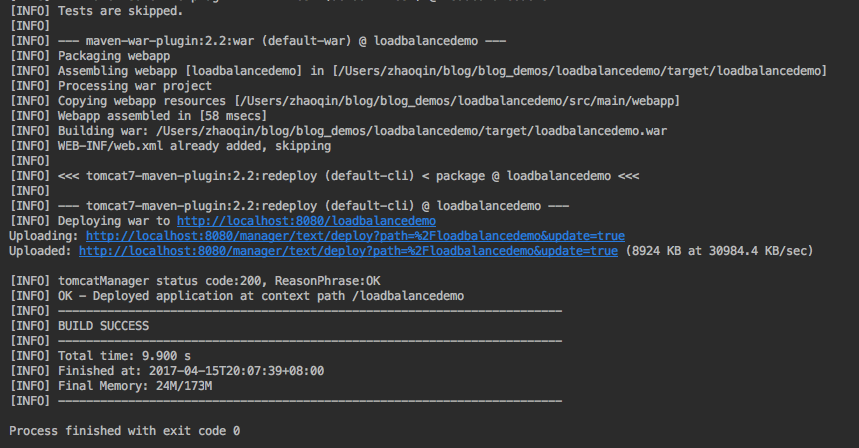 [INFO] Tests are skipped.
[INFO]
[INFO] --- maven-war-plugin:2.2:war (default-war) @ loadbalancedemo ---
[INFO] Packaging webapp
[INFO] Assembling webapp [loadbalancedemo] in [/Users/zhaoqin/blog/blog_demos/loadbalancedemo/target/loadbalancedemo]
[INFO] Processing war project
[INFO] Copying webapp resources [/Users/zhaoqin/blog/blog_demos/loadbalancedemo/src/main/webapp]
[INFO] Webapp assembled in [58 msecs]
[INFO] Building war: /Users/zhaoqin/blog/blog_demos/loadbalancedemo/target/loadbalancedemo.war
[INFO] WEB-INF/web.xml already added, skipping
[INFO]
[INFO] <<< tomcat7-maven-plugin:2.2:redeploy (default-cli) < package @ loadbalancedemo <<<
[INFO]
[INFO] --- tomcat7-maven-plugin:2.2:redeploy (default-cli) @ loadbalancedemo ---
[INFO] Deploying war to http://localhost:8080/loadbalancedemo
Uploading: http://localhost:8080/manager/text/deploy?path=%2Floadbalancedemo&update=true
Uploaded: http://localhost:8080/manager/text/deploy?path=%2Floadbalancedemo&update=true (8924 KB at 30984.4 KB/sec)

[INFO] tomcatManager status code:200, ReasonPhrase:OK
[INFO] OK - Deployed application at context path /loadbalancedemo
[INFO] ------------------------------------------------------------------------
[INFO] BUILD SUCCESS
[INFO] ------------------------------------------------------------------------
[INFO] Total time: 9.900 s
[INFO] Finished at: 2017-04-15T20:07:39+08:00
[INFO] Final Memory: 24M/173M
[INFO] ------------------------------------------------------------------------

Process finished with exit code 0